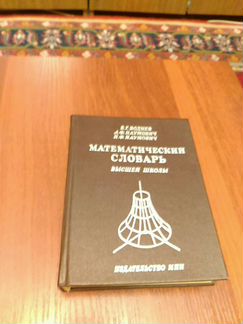 В.Т. ВОДНЕВ
А.Ф. НАУМОВИЧ
Н.Ф. НАУМОВИЧ
МАТЕМАТИЧЕСКИЙ
СЛОВАРЬ
ВЫСШЕЙ ШКОЛЫ
ИЗДАТЕЛЬСТВО МПИ